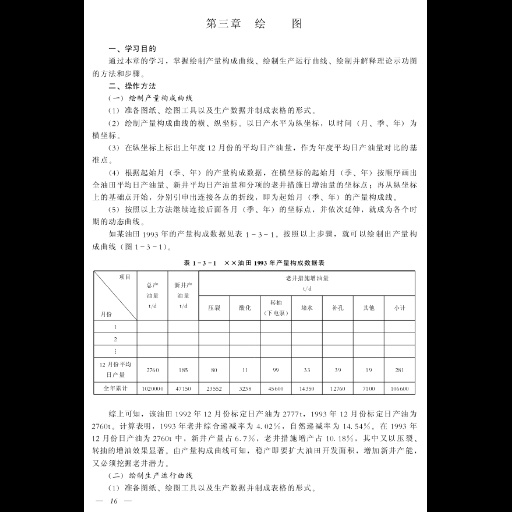 第三章 绘 图
一、学习目的
通过本章的学习，掌握绘制产量构成曲线、绘制生产运行曲线、绘制并解释理论示功图
的方法和步骤。
二、操作方法
（一）绘制产量构成曲线
（1）准备图纸、绘图工具以及生产数据并制成表格的形式。
（2）绘制产量构成曲线的横、纵坐标。以日产水平为纵坐标，以时间（月、季、年）为
横坐标。
（3）在纵坐标上标出上年度12月份的平均日产油量，作为年度平均日产油量对比的基
准点。
（4）根据起始月（季、年）的产量构成数据，在横坐标的起始月（季、年）按顺序画出
全油田平均日产油量、新井平均日产油量和分项的老井措施日增油量的坐标点；再从纵坐标
上的基础点开始，分别引申出连接各点的折线，即为起始月（季、年）的产量构成线。
（5）按照以上方法继续连接后面各月（季、年）的坐标点，并依次延伸，就成为各个时
期的动态曲线。
如某油田1993年的产量构成数据见表1-3-1。按照以上步骤，就可以绘制出产量构
成曲线（图1-3-1）。
表1-3-1 ××油田1993年产量构成数据表
项目 总产油量 t/d 新井产油量 t/d 老井措施增油量 t/d
月份 压裂 酸化 转抽（下电泵） 堵水 补孔 其他 小计
1
2
⋮
12月份平均日产量 2760 185 80 11 99 33 39 19 281
全年累计 1020004 47150 23552 3258 45600 14350 12760 7100 106600
综上可知，该油田1992年12月份标定日产油为2777t，1993年12月份标定日产油为
2760t。计算表明，1993年老井综合递减率为4.02%，自然递减率为14.54%。在1993年
12月份日产油为2760t中，新井产量占6.7%，老井措施增产占10.18%，其中又以压裂、
转抽的增油效果显著。由产量构成曲线可知，稳产即要扩大油田开发面积，增加新井产能，
又必须挖掘老井潜力。
（二）绘制生产运行曲线
（1）准备图纸、绘图工具以及生产数据并制成表格的形式。
— 16 —